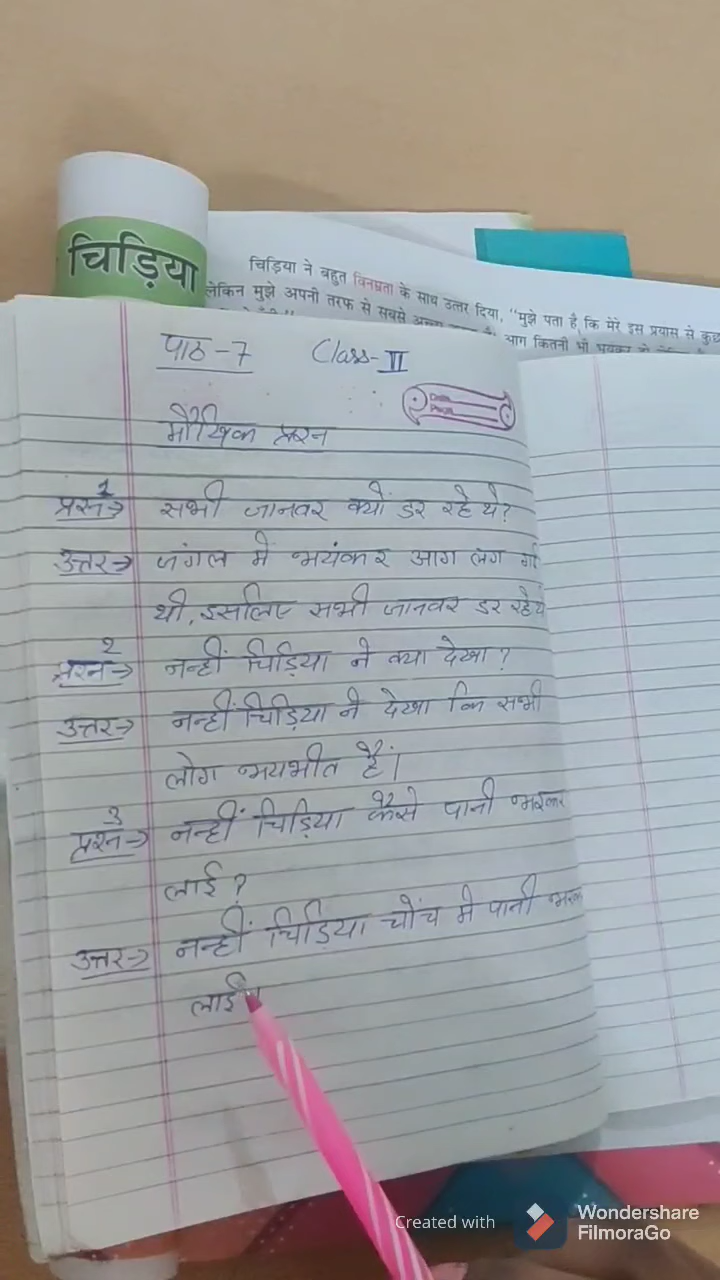 चिड़िया
चिड़िया ने बहुत विनम्रता के साथ उत्तर दिया, "मुझे पता है कि मेरे इस प्रयास से कुछ
लेकिन मुझे अपनी तरफ से सबसे
आग कितनी भी भयंकर
पाठ-7 Class-VI
Date
Page
मौखिक प्रश्न
प्रश्न 1→ सभी जानवर क्यों डर रहे थे?
उत्तर→ जंगल में भयंकर आग लग गई
थी, इसलिए सभी जानवर डर रहे थे
प्रश्न 2→ नन्हीं चिड़िया ने क्या देखा?
उत्तर→ नन्हीं चिड़िया ने देखा कि सभी
लोग भयभीत हैं।
प्रश्न 3→ नन्हीं चिड़िया कैसे पानी भरकर
लाई?
उत्तर→ नन्हीं चिड़िया चोंच में पानी भरकर
लाई।
Created with Wondershare
FilmoraGo